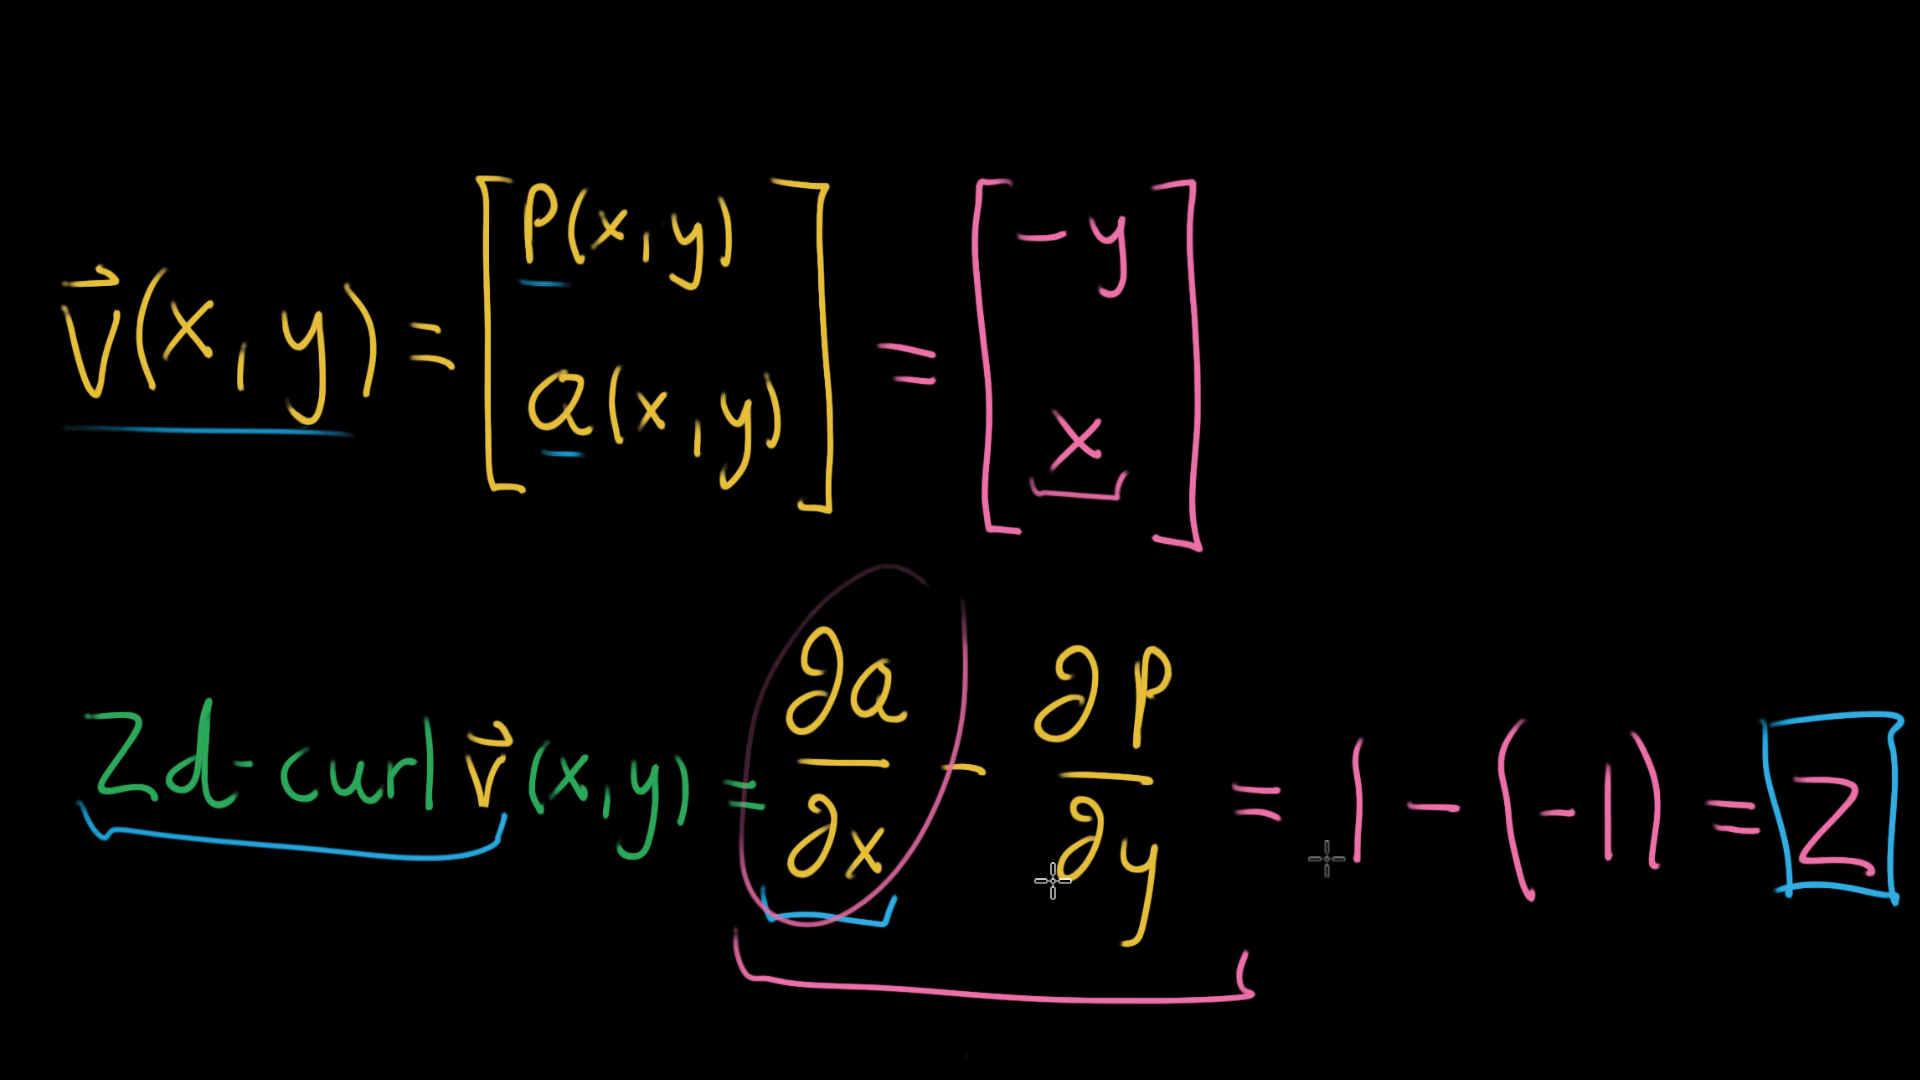 v⃗(x,y) = [P(x,y) Q(x,y)] = [-y x]
2d-curl v⃗(x,y) = ∂Q/∂x - ∂P/∂y = 1 - (-1) = 2